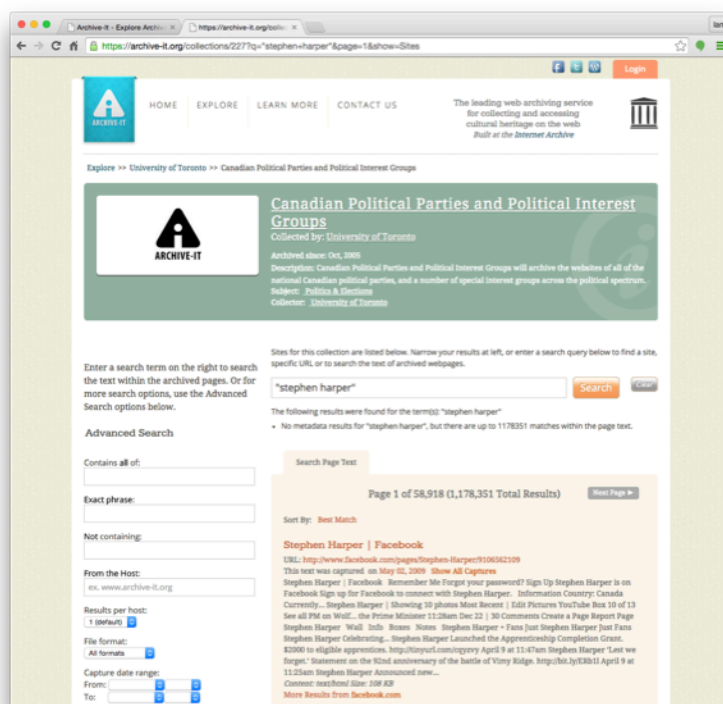 Archive-It - Explore Archiv
https://archive-it.org/collec
Ian
https://archive-it.org/collections/227?q="stephen+harper"&page=1&show=Sites
Login
ARCHIVE-IT
HOME EXPLORE LEARN MORE CONTACT US
The leading web archiving service
for collecting and accessing
cultural heritage on the web
Built at the Internet Archive
Explore >> University of Toronto >> Canadian Political Parties and Political Interest Groups
ARCHIVE-IT
Canadian Political Parties and Political Interest
Groups
Collected by: University of Toronto
Archived since: Oct, 2005
Description: Canadian Political Parties and Political Interest Groups will archive the websites of all of the
national Canadian political parties, and a number of special interest groups across the political spectrum.
Subject: Politics & Elections
Collector: University of Toronto
Enter a search term on the right to search
the text within the archived pages. Or for
more search options, use the Advanced
Search options below.
Advanced Search
Contains all of:
Exact phrase:
Not containing:
From the Host:
ex. www.archive-it.org
Results per host:
1 (default)
File format:
All formats
Capture date range:
From:
To:
Sites for this collection are listed below. Narrow your results at left, or enter a search query below to find a site,
specific URL or to search the text of archived webpages.
"stephen harper"
Search
Clear
The following results were found for the term(s): "stephen harper"
• No metadata results for "stephen harper", but there are up to 1178351 matches within the page text.
Search Page Text
Page 1 of 58,918 (1,178,351 Total Results)
Next Page ►
Sort By: Best Match
Stephen Harper | Facebook
URL: http://www.facebook.com/pages/Stephen-Harper/9106562109
This text was captured on May 02, 2009 Show All Captures
Stephen Harper | Facebook Remember Me Forgot your password? Sign Up Stephen Harper is on
Facebook Sign up for Facebook to connect with Stephen Harper. Information Country: Canada
Currently... Stephen Harper | Showing 10 photos Most Recent | Edit Pictures YouTube Box 10 of 13
See all PM on Wolf... the Prime Minister 11:28am Dec 22 | 30 Comments Create a Page Report Page
Stephen Harper Wall Info Boxes Notes Stephen Harper + Fans Just Stephen Harper Just Fans
Stephen Harper Celebrating... Stephen Harper Launched the Apprenticeship Completion Grant.
$2000 to eligible apprentices. http://tinyurl.com/cgyzvy April 9 at 11:47am Stephen Harper 'Lest we
forget.' Statement on the 92nd anniversary of the battle of Vimy Ridge. http://bit.ly/ERb1l April 9 at
11:25am Stephen Harper Announced new...
Content: text/html Size: 108 KB
More Results from facebook.com